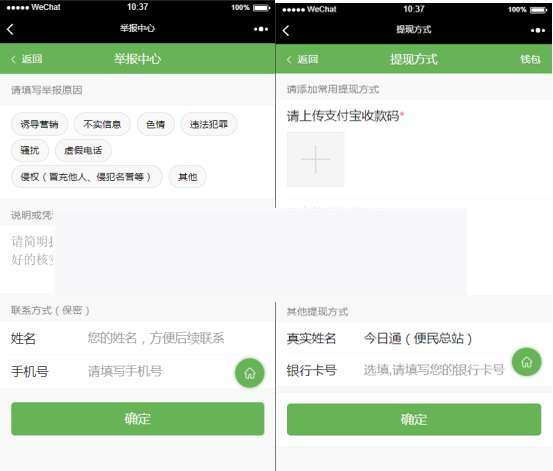 WeChat
10:37
100%
举报中心
返回
举报中心
请填写举报原因
诱导营销
不实信息
色情
违法犯罪
骚扰
虚假电话
侵权（冒充他人、侵犯名誉等）
其他
说明或凭
请简明
好的核
联系方式（保密）
姓名
您的姓名，方便后续联系
手机号
请填写手机号
确定
WeChat
10:37
100%
提现方式
返回
提现方式
钱包
请添加常用提现方式
请上传支付宝收款码*
其他提现方式
真实姓名
今日通（便民总站）
银行卡号
选填,请填写您的银行卡号
确定